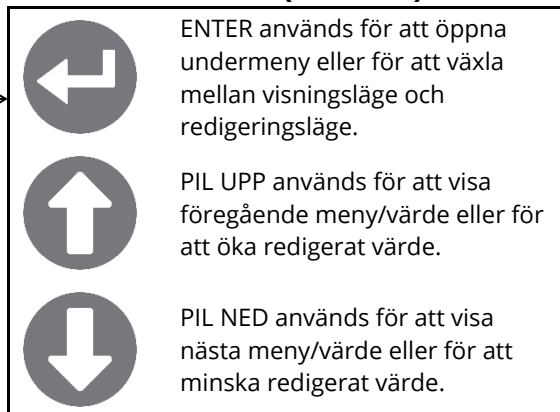 ENTER används för att öppna
undermeny eller för att växla
mellan visningsläge och
redigeringsläge.
PIL UPP används för att visa
föregående meny/värde eller för
att öka redigerat värde.
PIL NED används för att visa
nästa meny/värde eller för att
minska redigerat värde.